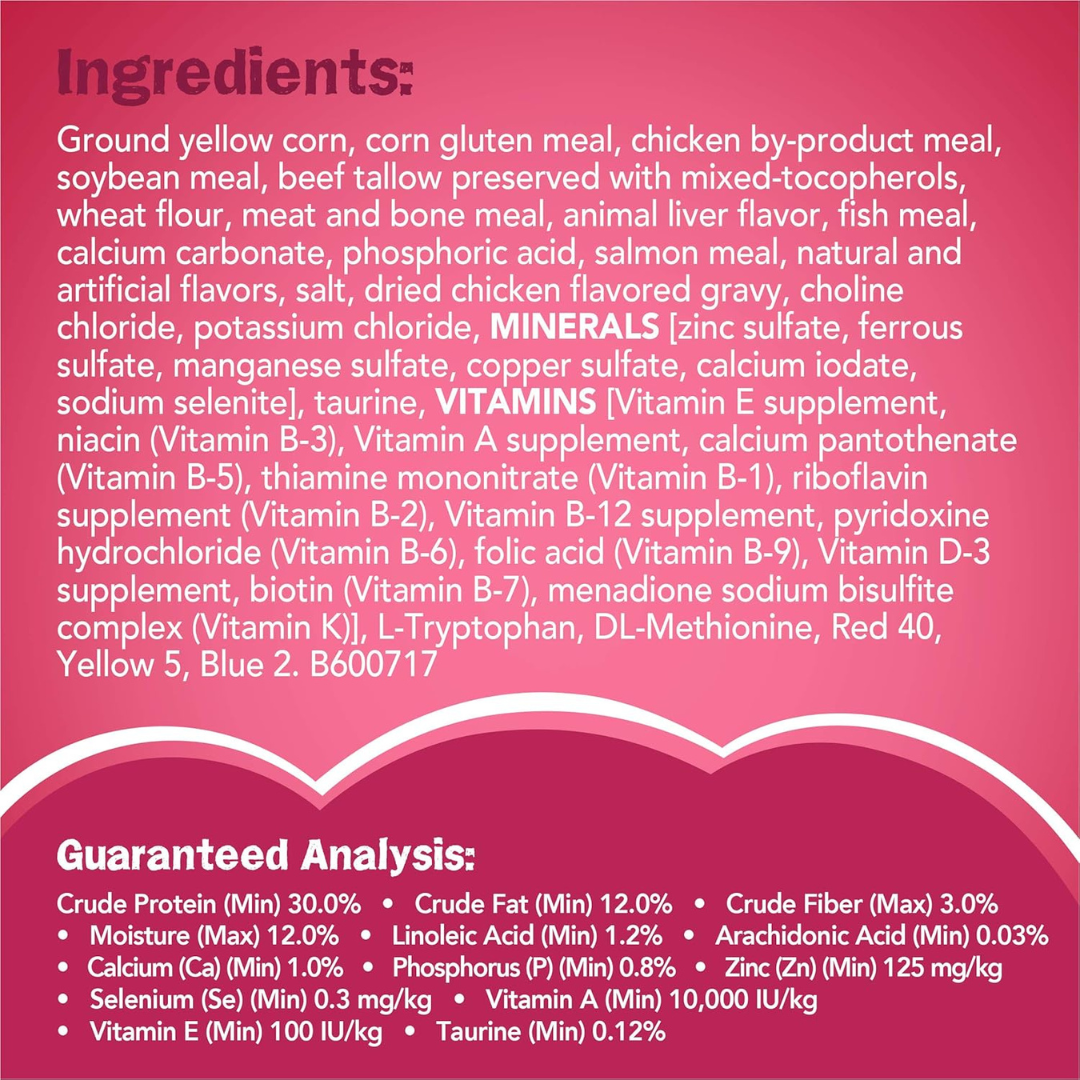 Ingredients:
Ground yellow corn, corn gluten meal, chicken by-product meal,
soybean meal, beef tallow preserved with mixed-tocopherols,
wheat flour, meat and bone meal, animal liver flavor, fish meal,
calcium carbonate, phosphoric acid, salmon meal, natural and
artificial flavors, salt, dried chicken flavored gravy, choline
chloride, potassium chloride, MINERALS [zinc sulfate, ferrous
sulfate, manganese sulfate, copper sulfate, calcium iodate,
sodium selenite], taurine, VITAMINS [Vitamin E supplement,
niacin (Vitamin B-3), Vitamin A supplement, calcium pantothenate
(Vitamin B-5), thiamine mononitrate (Vitamin B-1), riboflavin
supplement (Vitamin B-2), Vitamin B-12 supplement, pyridoxine
hydrochloride (Vitamin B-6), folic acid (Vitamin B-9), Vitamin D-3
supplement, biotin (Vitamin B-7), menadione sodium bisulfite
complex (Vitamin K)], L-Tryptophan, DL-Methionine, Red 40,
Yellow 5, Blue 2. B600717
Guaranteed Analysis:
Crude Protein (Min) 30.0% • Crude Fat (Min) 12.0% • Crude Fiber (Max) 3.0%
• Moisture (Max) 12.0% • Linoleic Acid (Min) 1.2% • Arachidonic Acid (Min) 0.03%
• Calcium (Ca) (Min) 1.0% • Phosphorus (P) (Min) 0.8% • Zinc (Zn) (Min) 125 mg/kg
• Selenium (Se) (Min) 0.3 mg/kg • Vitamin A (Min) 10,000 IU/kg
• Vitamin E (Min) 100 IU/kg • Taurine (Min) 0.12%